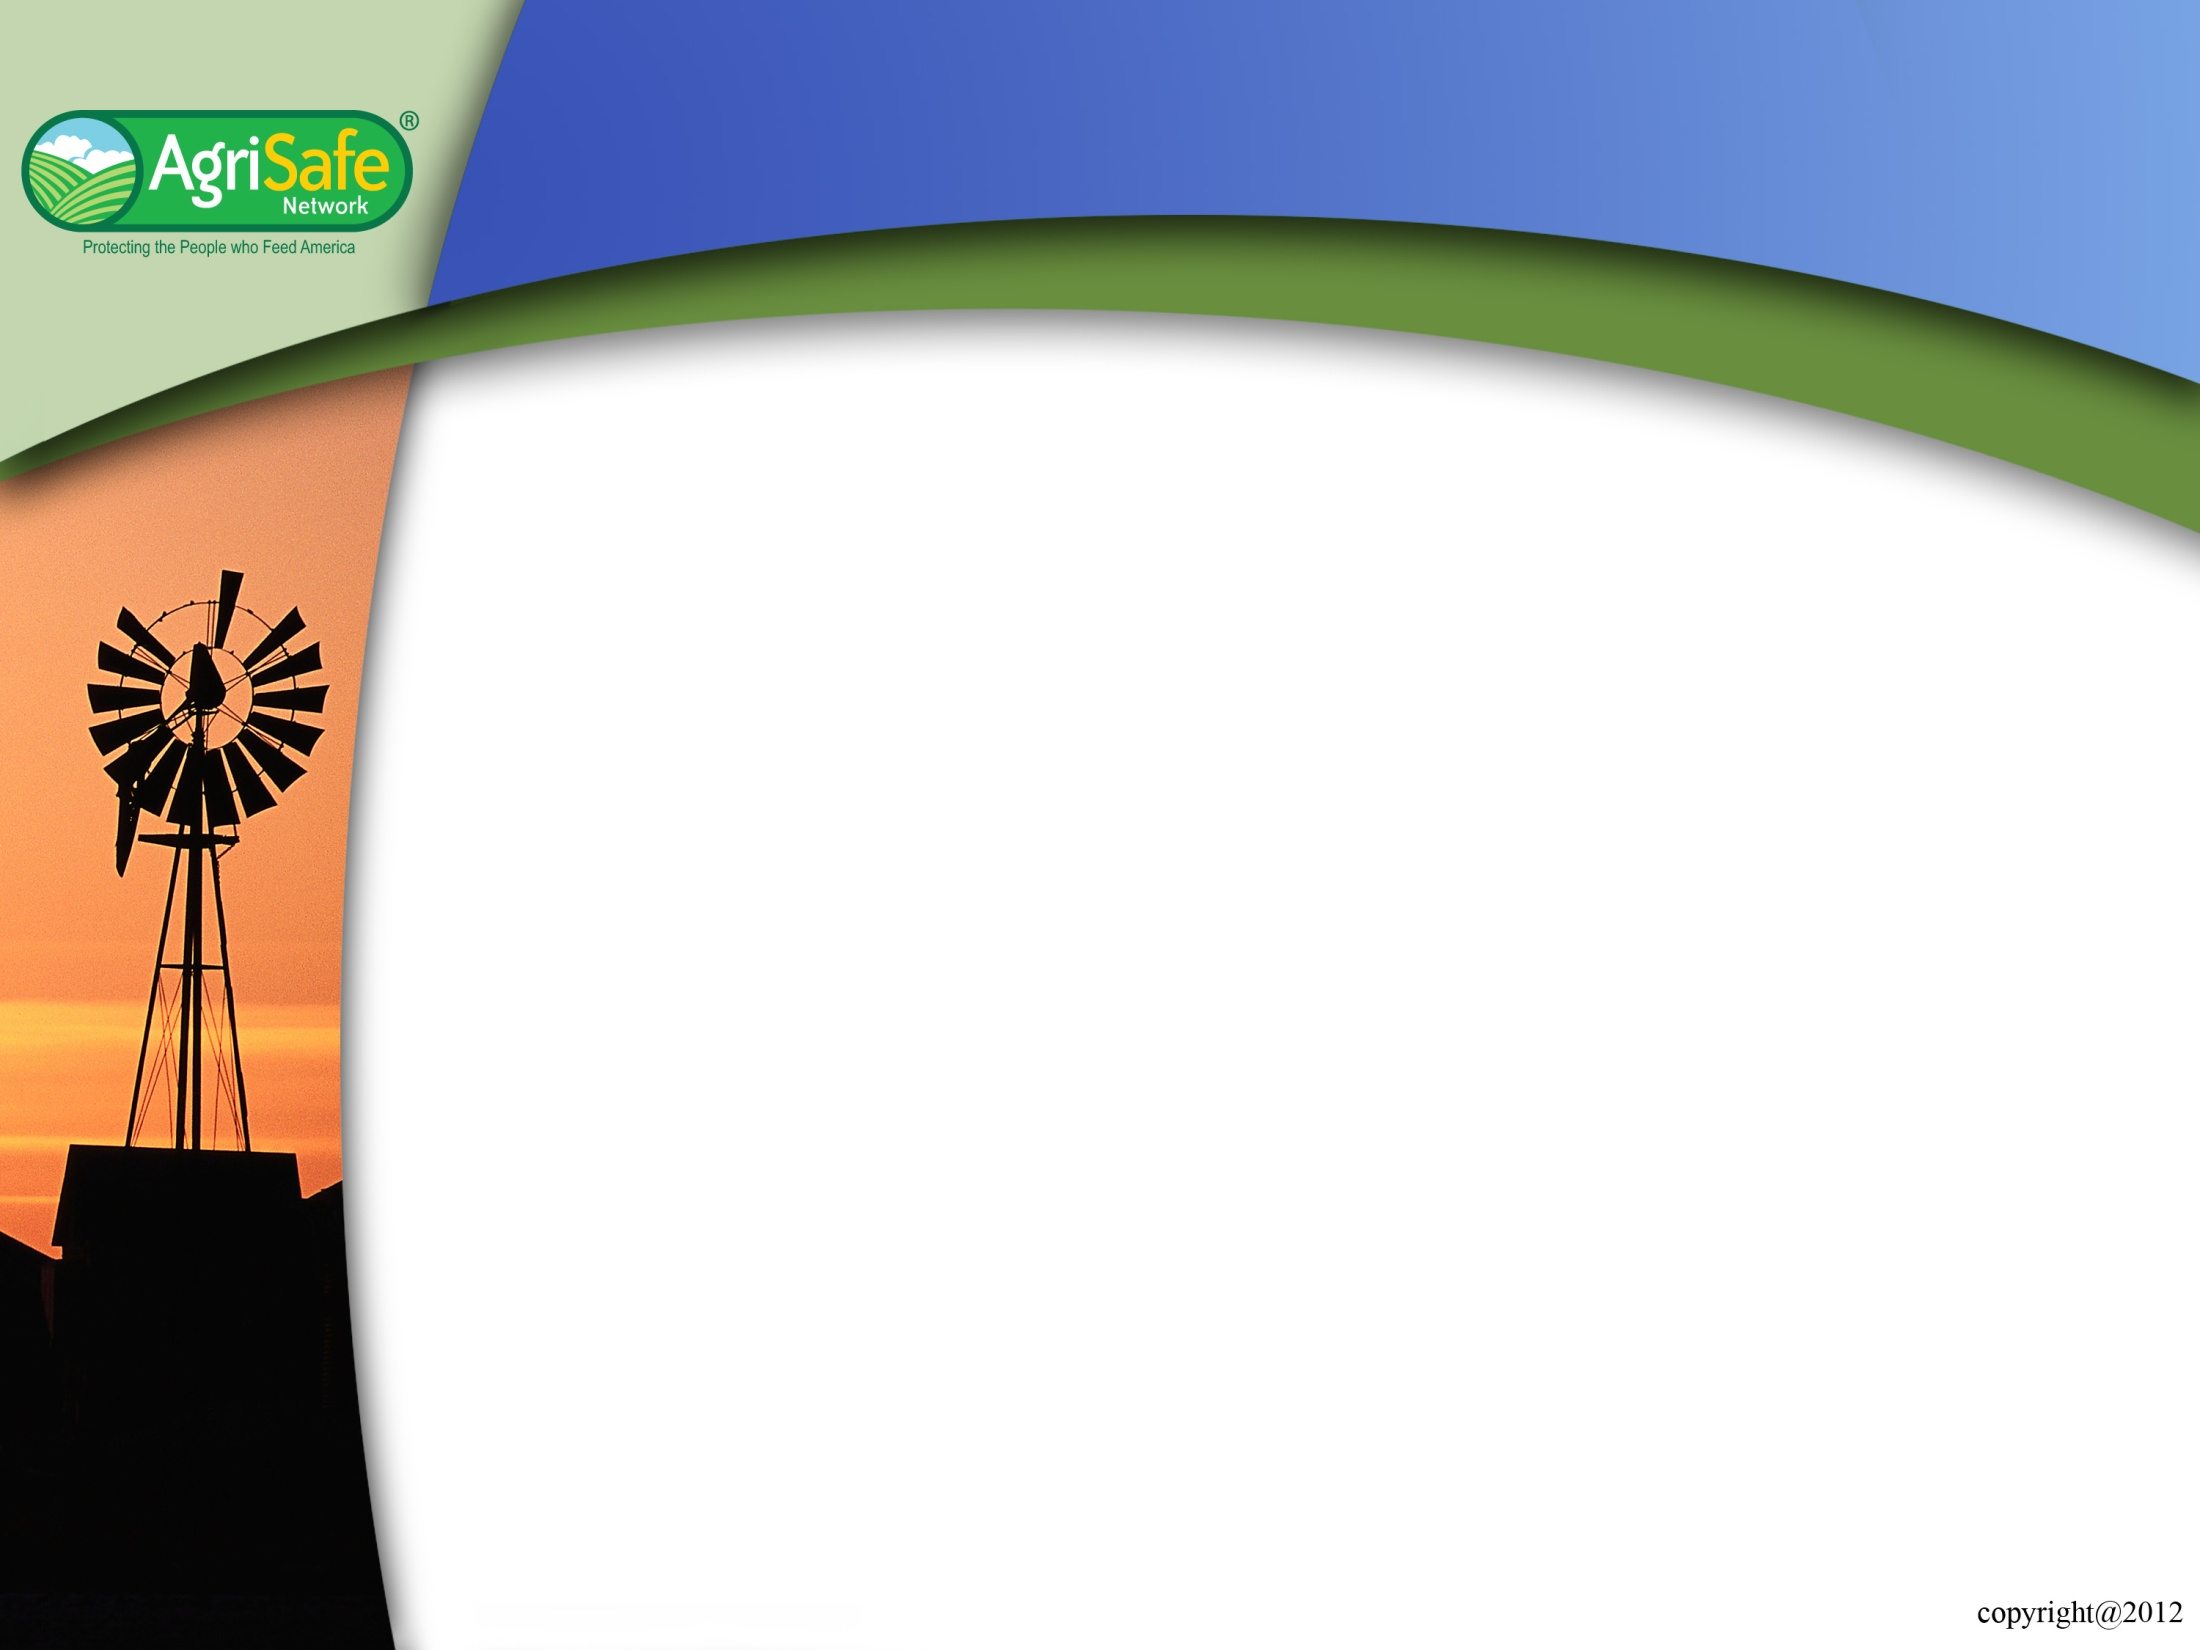 AgriSafe®
Network
Protecting the People who Feed America
copyright@2012